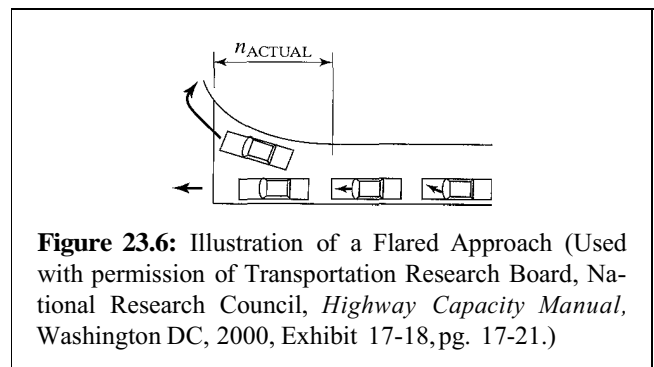 nACTUAL
Figure 23.6: Illustration of a Flared Approach (Used
with permission of Transportation Research Board, Na-
tional Research Council, Highway Capacity Manual,
Washington DC, 2000, Exhibit 17-18, pg. 17-21.)